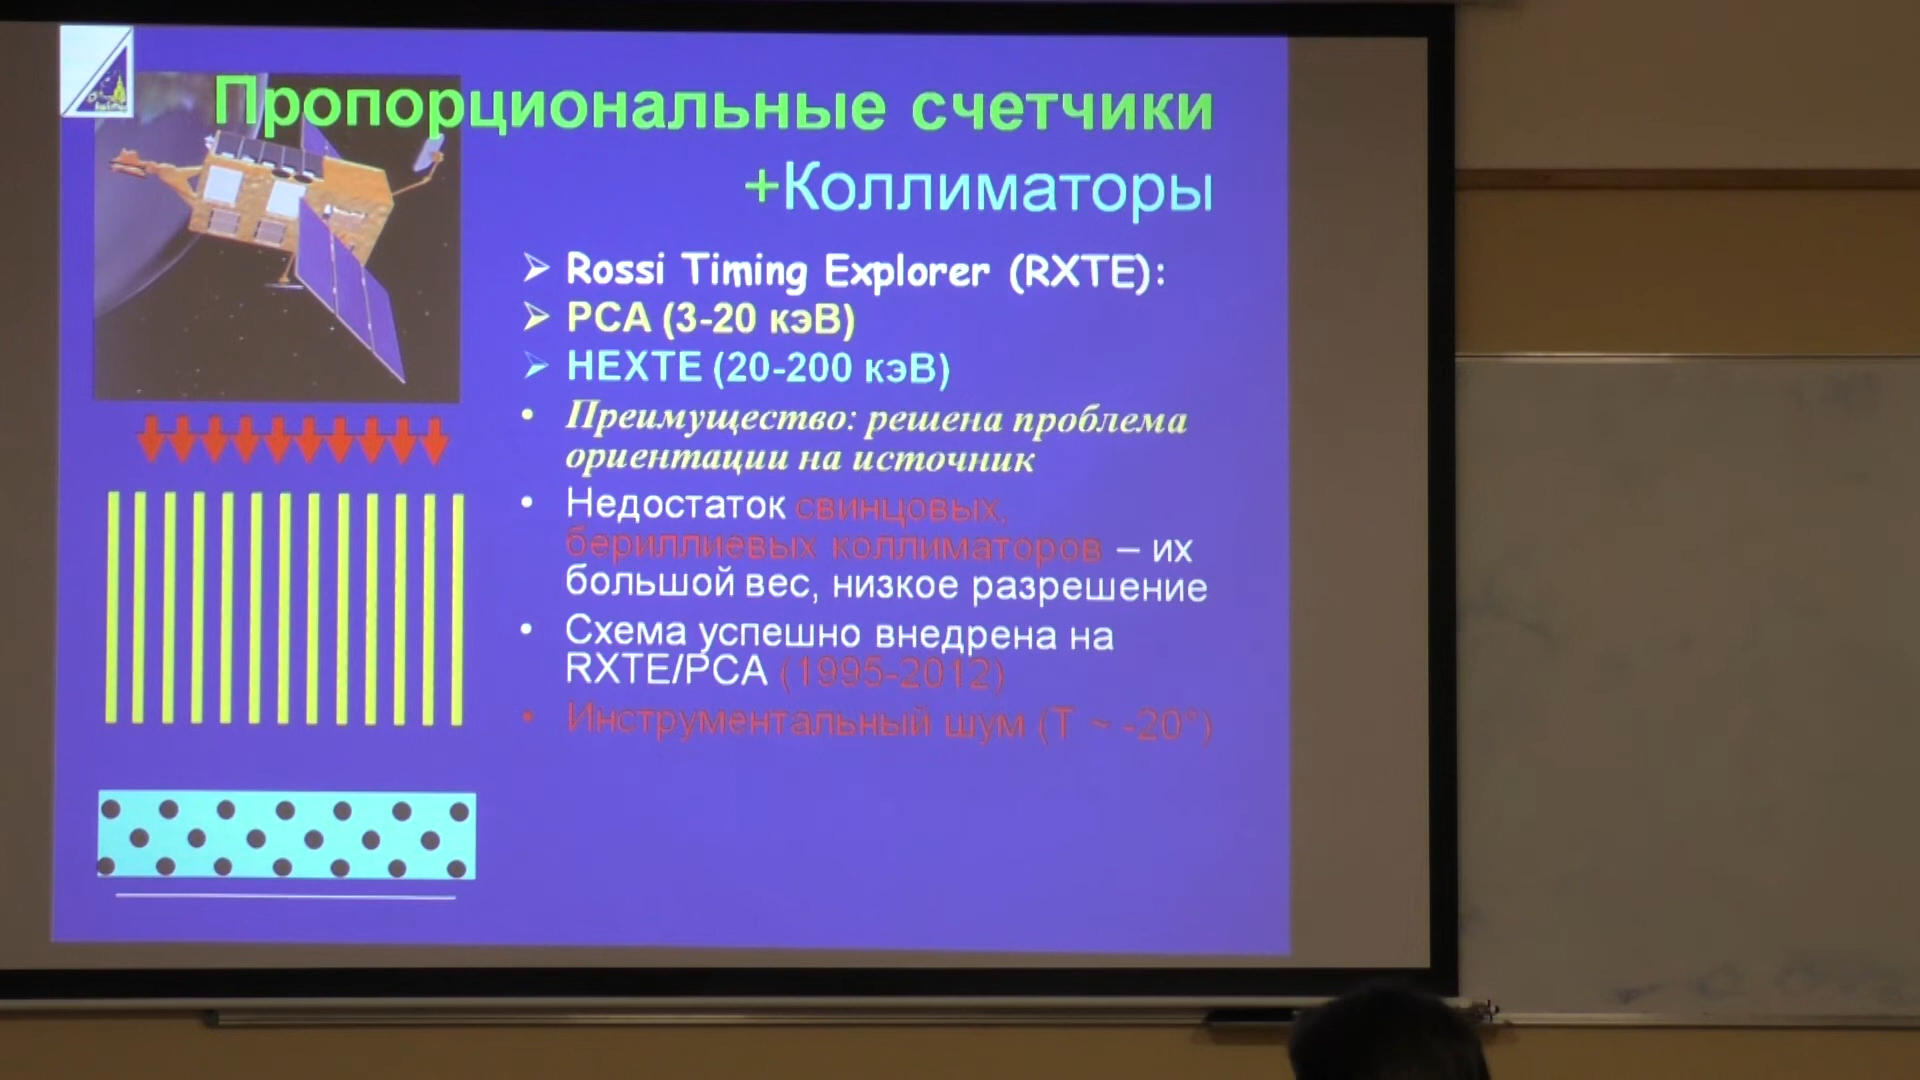 Пропорциональные счетчики
+Коллиматоры
Rossi Timing Explorer (RXTE):
PCA (3-20 кэВ)
HEXTE (20-200 кэВ)
Преимущество: решена проблема
ориентации на источник
Недостаток свинцовых,
бериллиевых коллиматоров – их
большой вес, низкое разрешение
Схема успешно внедрена на
RXTE/PCA (1995-2012)
Инструментальный шум (T ~ -20°)